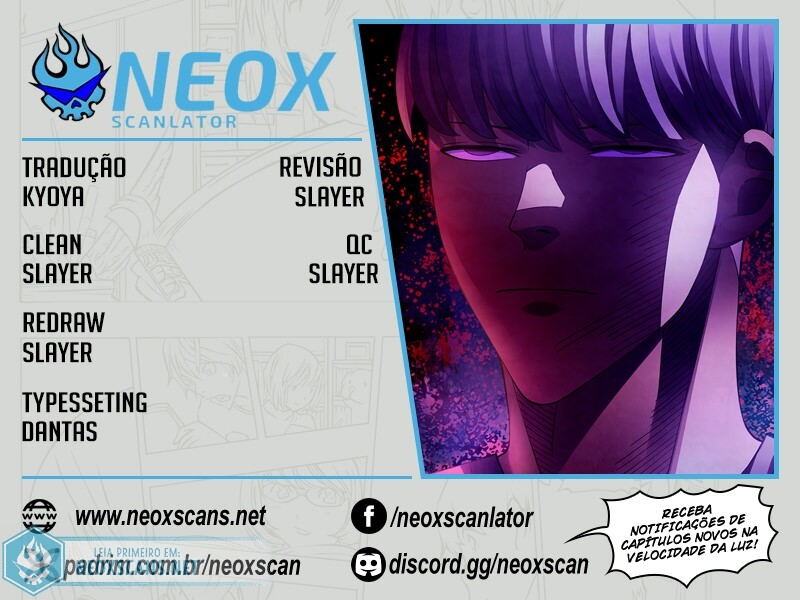 NEOX
SCANLATOR
TRADUÇÃO
KYOYA
REVISÃO
SLAYER
CLEAN
SLAYER
QC
SLAYER
REDRAW
SLAYER
TYPESSETING
DANTAS
www.neoxscans.net
/neoxscanlator
LEIA PRIMEIRO EM:
padrim.com.br/neoxscan
discord.gg/neoxscan
RECEBA
NOTIFICAÇÕES DE
CAPÍTULOS NOVOS NA
VELOCIDADE DA LUZ!